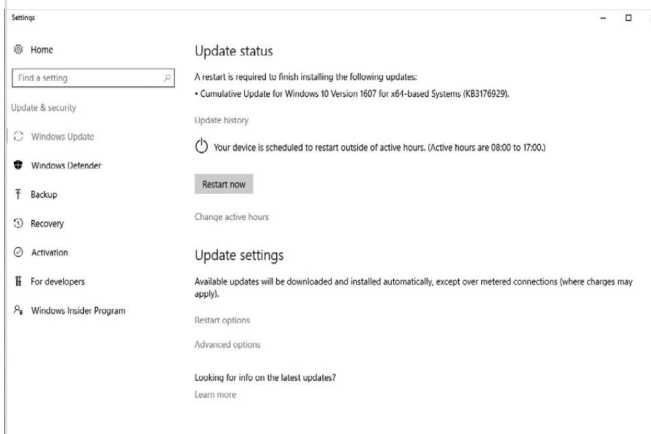 Settings
Home
Find a setting
Update & security
Windows Update
Windows Defender
Backup
Recovery
Activation
For developers
Windows Insider Program
Update status
A restart is required to finish installing the following updates:
• Cumulative Update for Windows 10 Version 1607 for x64-based Systems (KB3176929).
Update history
Your device is scheduled to restart outside of active hours. (Active hours are 08:00 to 17:00.)
Restart now
Change active hours
Update settings
Available updates will be downloaded and installed automatically, except over metered connections (where charges may
apply).
Restart options
Advanced options
Looking for info on the latest updates?
Learn more